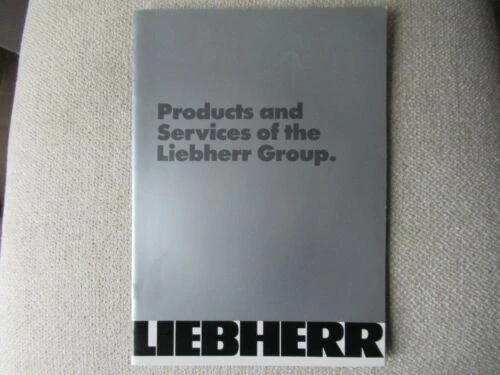 Products and
Services of the
Liebherr Group.
LIEBHERR